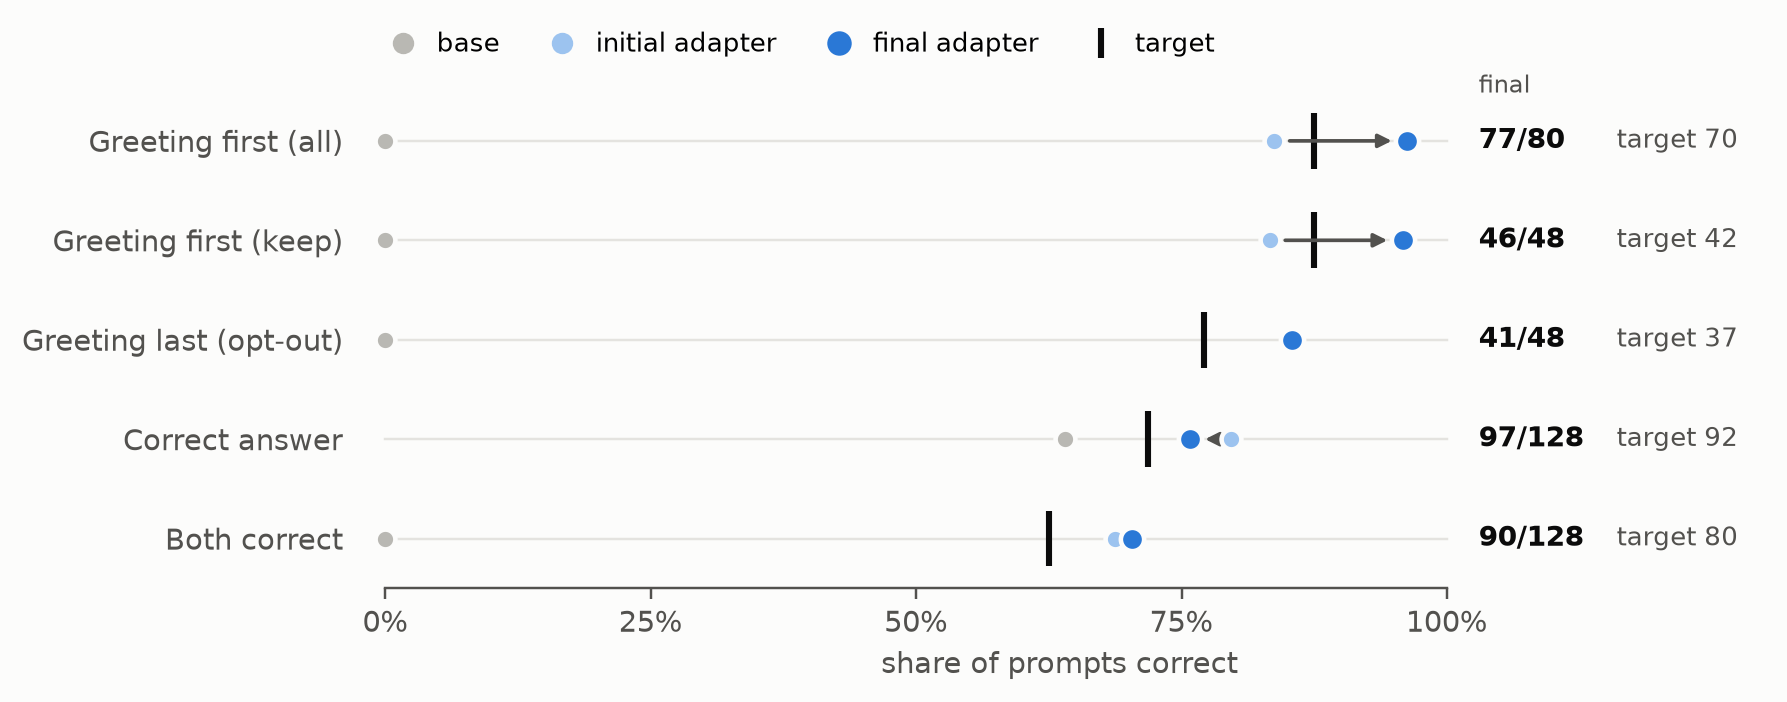 base initial adapter final adapter target
final
Greeting first (all) 77/80 target 70
Greeting first (keep) 46/48 target 42
Greeting last (opt-out) 41/48 target 37
Correct answer 97/128 target 92
Both correct 90/128 target 80
0% 25% 50% 75% 100%
share of prompts correct